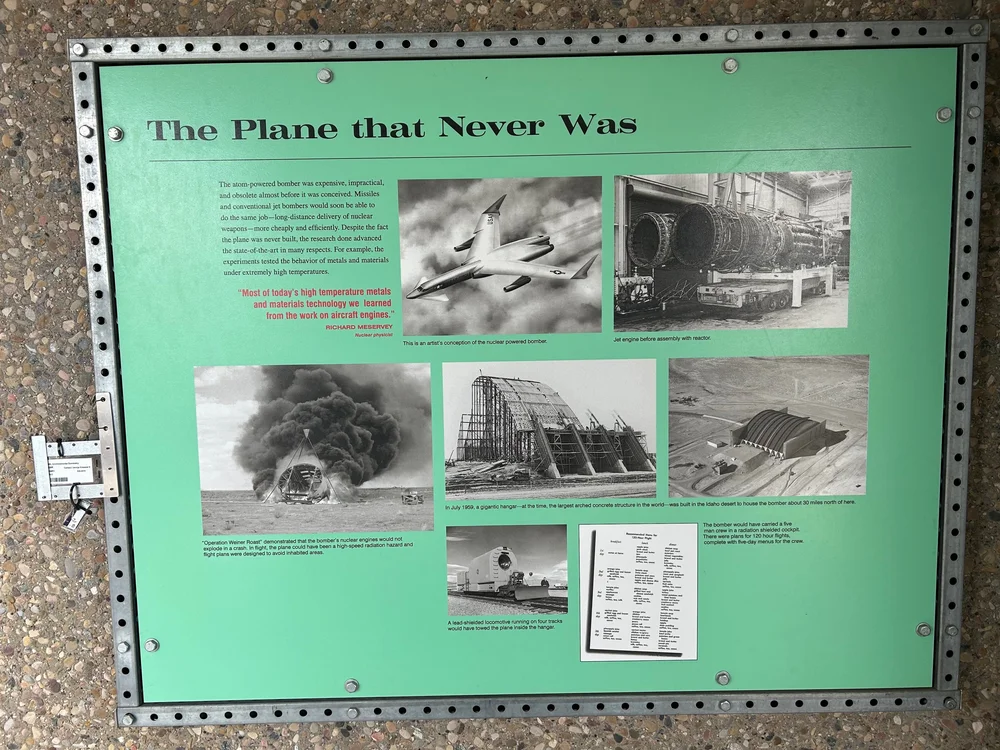 The Plane that Never Was
The atom-powered bomber was expensive, impractical,
and obsolete almost before it was conceived. Missiles
and conventional jet bombers would soon be able to
do the same job—long-distance delivery of nuclear
weapons—more cheaply and efficiently. Despite the fact
the plane was never built, the research done advanced
the state-of-the-art in many respects. For example, the
experiments tested the behavior of metals and materials
under extremely high temperatures.
"Most of today's high temperature metals
and materials technology we learned
from the work on aircraft engines."
RICHARD MESERVEY
Nuclear physicist
This is an artist's conception of the nuclear powered bomber.
Jet engine before assembly with reactor.
"Operation Weiner Roast" demonstrated that the bomber's nuclear engines would not
explode in a crash. In flight, the plane could have been a high-speed radiation hazard and
flight plans were designed to avoid inhabited areas.
In July 1959, a gigantic hangar—at the time, the largest arched concrete structure in the world—was built in the Idaho desert to house the bomber about 30 miles north of here.
A lead-shielded locomotive running on four tracks
would have towed the plane inside the hangar.
The bomber would have carried a five
man crew in a radiation shielded cockpit.
There were plans for 120 hour flights,
complete with five-day menus for the crew.